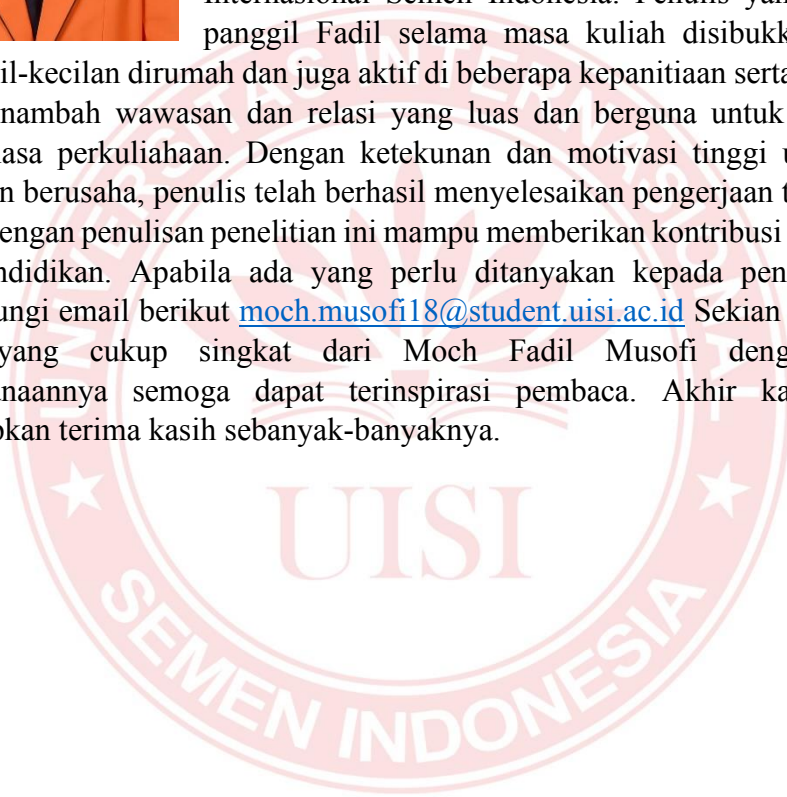 Internasional Semen Indonesia. Penulis yan
panggil Fadil selama masa kuliah disibukk
il-kecilan dirumah dan juga aktif di beberapa kepanitiaan serta
nambah wawasan dan relasi yang luas dan berguna untuk
asa perkuliahaan. Dengan ketekunan dan motivasi tinggi u
n berusaha, penulis telah berhasil menyelesaikan pengerjaan t
engan penulisan penelitian ini mampu memberikan kontribusi
ndidikan. Apabila ada yang perlu ditanyakan kepada pen
ungi email berikut moch.musofi18@student.uisi.ac.id Sekian
yang cukup singkat dari Moch Fadil Musofi deng
naannya semoga dapat terinspirasi pembaca. Akhir ka
pkan terima kasih sebanyak-banyaknya.
UNIVERSITAS INTERNASIONAL
UISI
SEMEN INDONESIA